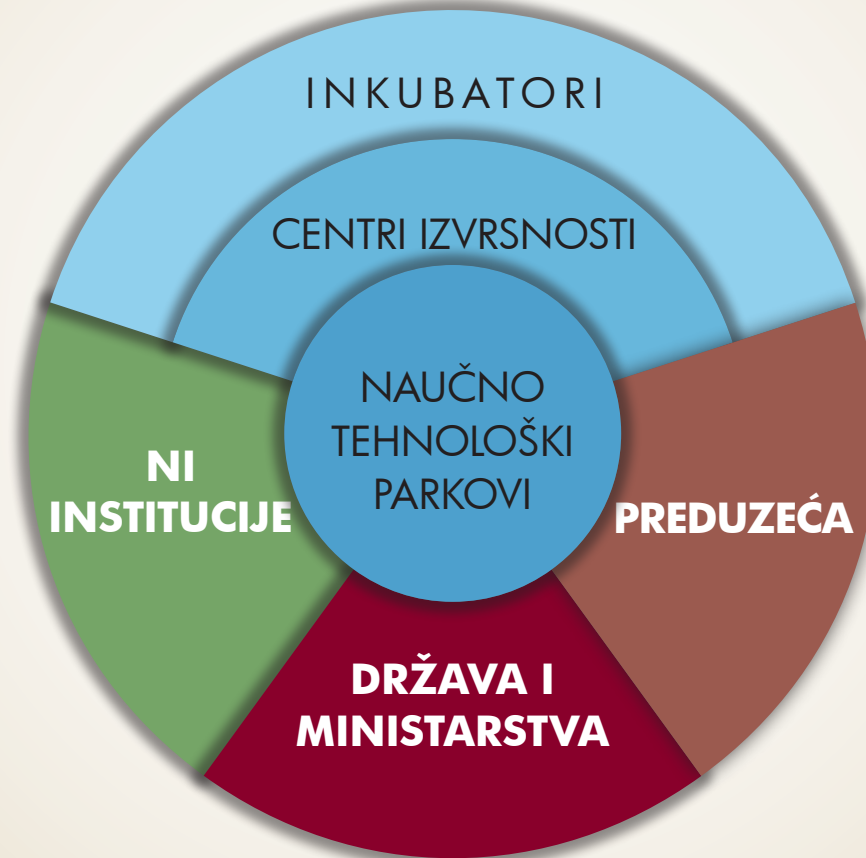 INKUBATORI
CENTRI IZVRSNOSTI
NAUČNO
TEHNOLOŠKI
PARKOVI
NI
INSTITUCIJE
PREDUZEĆA
DRŽAVA I
MINISTARSTVA